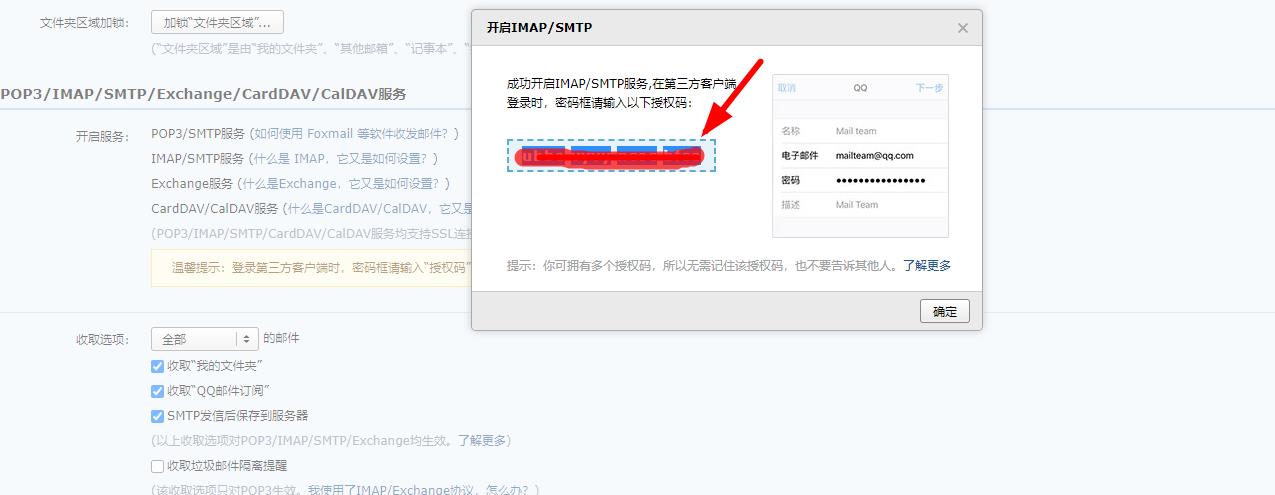 文件夹区域加锁：
加锁“文件夹区域”...
(“文件夹区域”是由“我的文件夹”、“其他邮箱”、“记事本”、“
POP3/IMAP/SMTP/Exchange/CardDAV/CalDAV服务
开启服务：
POP3/SMTP服务 (如何使用 Foxmail 等软件收发邮件？)
IMAP/SMTP服务 (什么是 IMAP，它又是如何设置？)
Exchange服务 (什么是Exchange，它又是如何设置？)
CardDAV/CalDAV服务 (什么是CardDAV/CalDAV，它又是
(POP3/IMAP/SMTP/CardDAV/CalDAV服务均支持SSL连接
温馨提示：登录第三方客户端时，密码框请输入“授权码”
收取选项：
全部 的邮件
收取“我的文件夹”
收取“QQ邮件订阅”
SMTP发信后保存到服务器
(以上收取选项对POP3/IMAP/SMTP/Exchange均生效。了解更多)
收取垃圾邮件隔离提醒
(该收取选项只对POP3生效。我使用了IMAP/Exchange协议，怎么办？)
开启IMAP/SMTP
成功开启IMAP/SMTP服务,在第三方客户端
登录时，密码框请输入以下授权码：
取消 QQ 下一步
名称 Mail team
电子邮件 mailteam@qq.com
密码 ●●●●●●●●●●●●●●●●
描述 Mail Team
提示：你可拥有多个授权码，所以无需记住该授权码，也不要告诉其他人。了解更多
确定